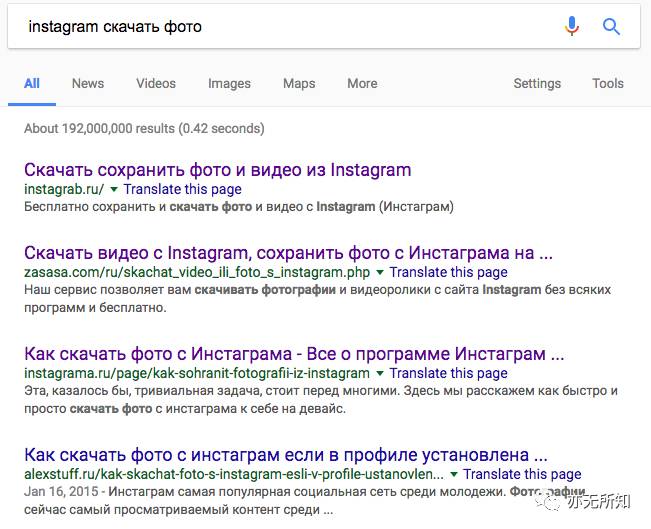 instagram скачать фото
All News Videos Images Maps More Settings Tools
About 192,000,000 results (0.42 seconds)
Скачать сохранить фото и видео из Instagram
instagrab.ru/ Translate this page
Бесплатно сохранить и скачать фото и видео с Instagram (Инстаграм)
Скачать видео с Instagram, сохранить фото с Инстаграма на ...
zasasa.com/ru/skachat_video_ili_foto_s_instagram.php Translate this page
Наш сервис позволяет вам скачивать фотографии и видеоролики с сайта Instagram без всяких
программ и бесплатно.
Как скачать фото с Инстаграма - Все о программе Инстаграм ...
instagrama.ru/page/kak-sohranit-fotografii-iz-instagram Translate this page
Эта, казалось бы, тривиальная задача, стоит перед многими. Здесь мы расскажем как быстро и
просто скачать фото с инстаграма к себе на девайс.
Как скачать фото с инстаграм если в профиле установлена ...
alexstuff.ru/kak-skachat-foto-s-instagram-esli-v-profile-ustanovlen... Translate this page
Jan 16, 2015 - Инстаграм самая популярная социальная сеть среди молодежи. Фотографии,
сейчас самый просматриваемый контент среди ...
亦无所知